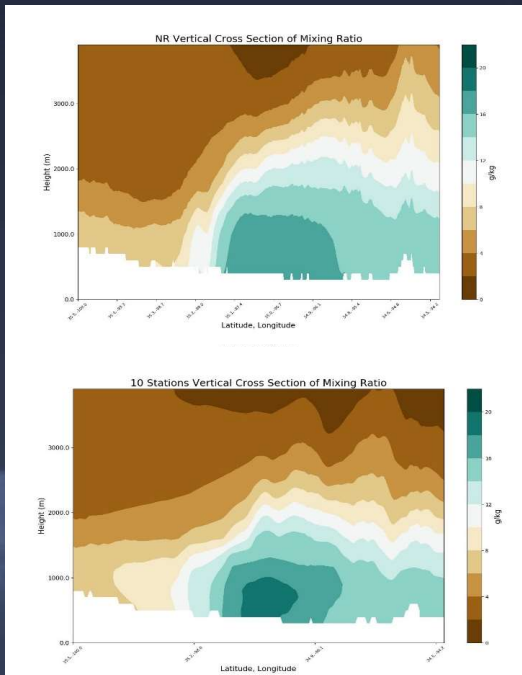 NR Vertical Cross Section of Mixing Ratio
3000.0
2000.0
1000.0
0.0
Height (m)
20
16
12
8
4
0
g/kg
Latitude, Longitude
10 Stations Vertical Cross Section of Mixing Ratio
3000.0
2000.0
1000.0
0.0
Height (m)
20
16
12
8
4
0
g/kg
Latitude, Longitude